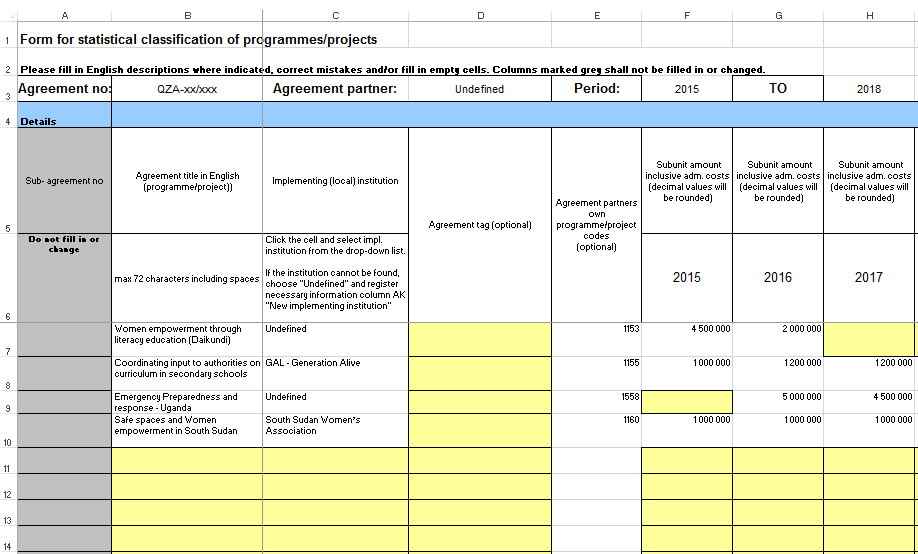 A B C D E F G H
1 Form for statistical classification of programmes/projects
2 Please fill in English descriptions where indicated, correct mistakes and/or fill in empty cells. Columns marked grey shall not be filled in or changed.
3 Agreement no: QZA-xx/xxx Agreement partner: Undefined Period: 2015 TO 2018
4 Details
5
Sub- agreement no
Agreement title in English
(programme/project))
Implementing (local) institution
Agreement tag (optional)
Agreement partners
own
programme/project
codes
(optional)
Subunit amount
inclusive adm. costs
(decimal values will
be rounded)
Subunit amount
inclusive adm. costs
(decimal values will
be rounded)
Subunit amount
inclusive adm. costs
(decimal values will
be rounded)
6
Do not fill in or
change
max 72 characters including spaces
Click the cell and select impl.
institution from the drop-down list.
If the institution cannot be found,
choose "Undefined" and register
necessary information column AK
"New implementing institution"
2015 2016 2017
7
Women empowerment through
literacy education (Daikundi)
Undefined
1153 4 500 000 2 000 000
8
Coordinating input to authorities on
curriculum in secondary schools
GAL - Generation Alive
1155 1 000 000 1 200 000 1 200 000
9
Emergency Preparedness and
response - Uganda
Undefined
1558 5 000 000 4 500 000
10
Safe spaces and Women
empowerment in South Sudan
South Sudan Women's
Association
1160 1 000 000 1 000 000 1 000 000
11
12
13
14